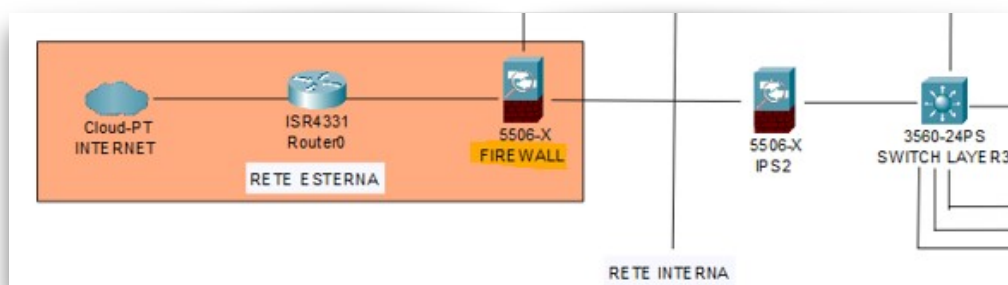 Cloud-PT
INTERNET
ISR4331
Router0
5506-X
FIREWALL
RETE ESTERNA
5506-X
IPS2
3560-24PS
SWITCH LAYER3
RETE INTERNA